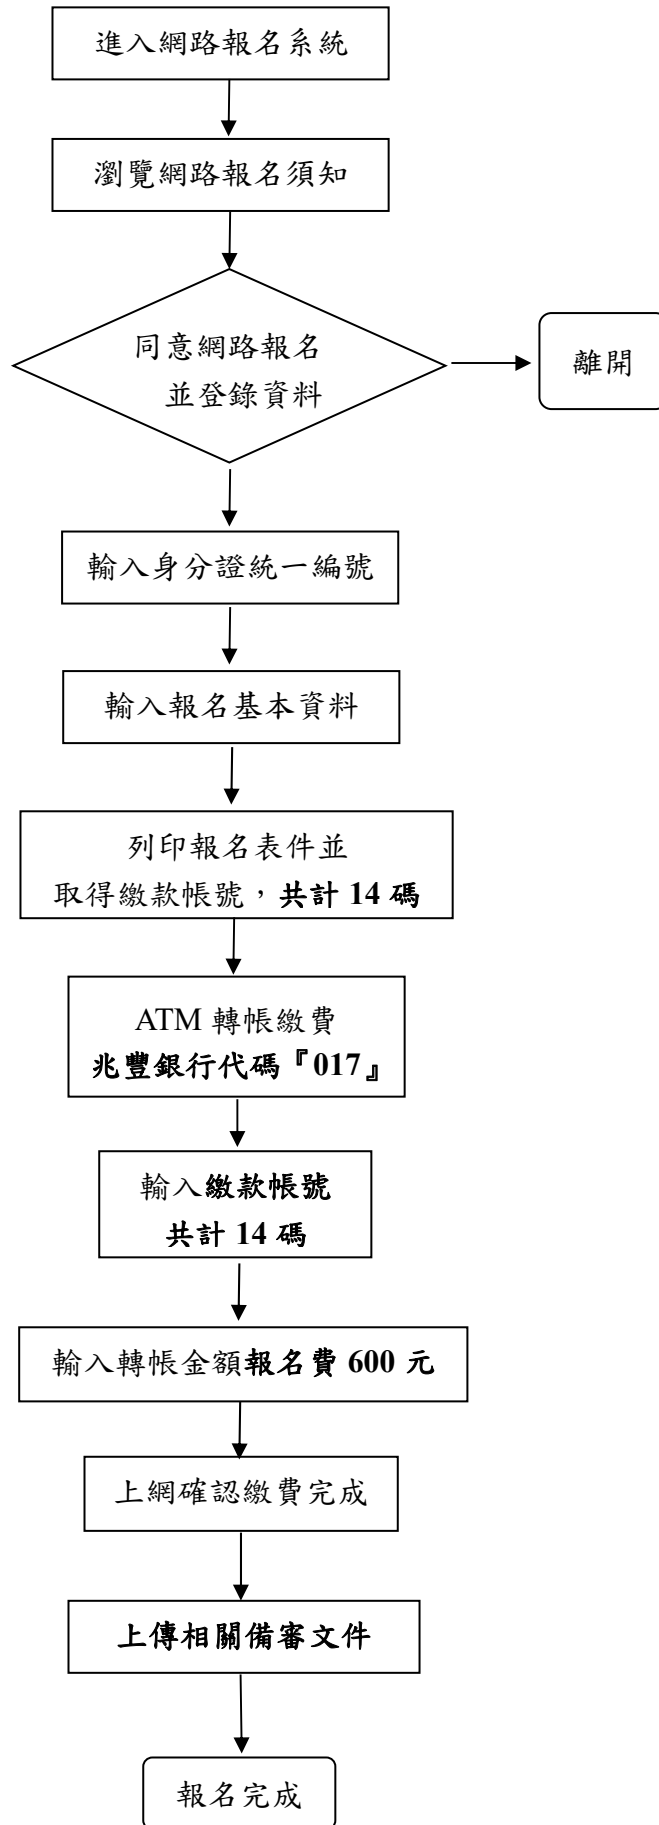 進入網路報名系統
瀏覽網路報名須知
同意網路報名
並登錄資料
離開
輸入身分證統一編號
輸入報名基本資料
列印報名表件並
取得繳款帳號，共計 14 碼
ATM 轉帳繳費
兆豐銀行代碼『017』
輸入繳款帳號
共計 14 碼
輸入轉帳金額報名費 600 元
上網確認繳費完成
上傳相關備審文件
報名完成